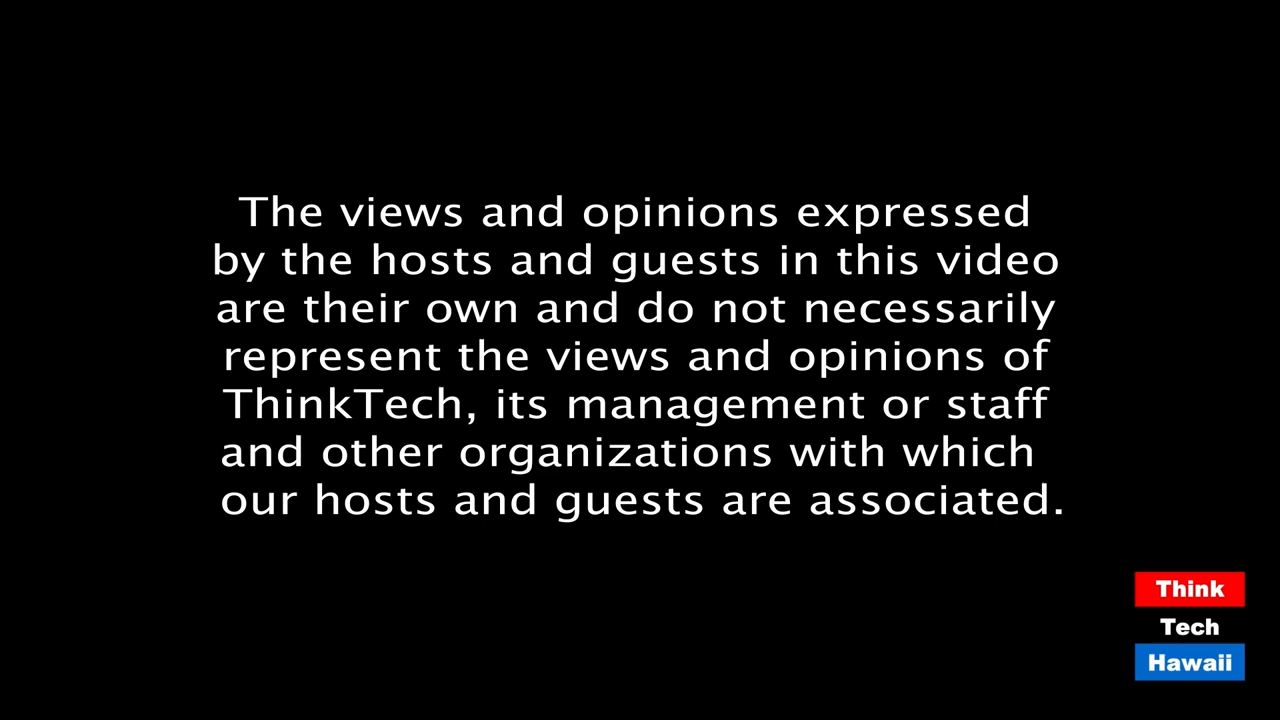 The views and opinions expressed
by the hosts and guests in this video
are their own and do not necessarily
represent the views and opinions of
ThinkTech, its management or staff
and other organizations with which
our hosts and guests are associated.
Think
Tech
Hawaii